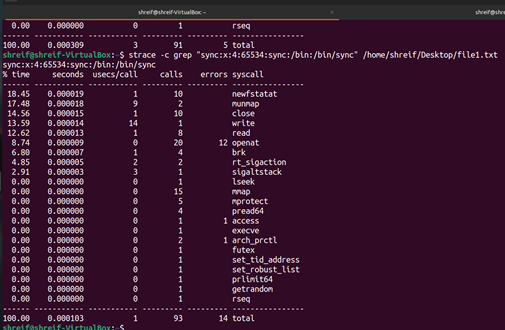 shreif@shreif-VirtualBox: ~
shreif@shreif
0.00 0.000000 0 1 rseq
------ ----------- ----------- --------- --------- ----------------
100.00 0.000309 3 91 5 total
shreif@shreif-VirtualBox:~$ strace -c grep "sync:x:4:65534:sync:/bin:/bin/sync" /home/shreif/Desktop/file1.txt
sync:x:4:65534:sync:/bin:/bin/sync
% time seconds usecs/call calls errors syscall
------ ----------- ----------- --------- --------- ----------------
18.45 0.000019 1 10 newfstatat
17.48 0.000018 9 2 munmap
14.56 0.000015 1 10 close
13.59 0.000014 14 1 write
12.62 0.000013 1 8 read
8.74 0.000009 0 20 12 openat
6.80 0.000007 1 4 brk
4.85 0.000005 2 2 rt_sigaction
2.91 0.000003 3 1 sigaltstack
0.00 0.000000 0 1 lseek
0.00 0.000000 0 15 mmap
0.00 0.000000 0 5 mprotect
0.00 0.000000 0 4 pread64
0.00 0.000000 0 1 1 access
0.00 0.000000 0 1 execve
0.00 0.000000 0 2 1 arch_prctl
0.00 0.000000 0 1 futex
0.00 0.000000 0 1 set_tid_address
0.00 0.000000 0 1 set_robust_list
0.00 0.000000 0 1 prlimit64
0.00 0.000000 0 1 getrandom
0.00 0.000000 0 1 rseq
------ ----------- ----------- --------- --------- ----------------
100.00 0.000103 1 93 14 total
shreif@shreif-VirtualBox:~$